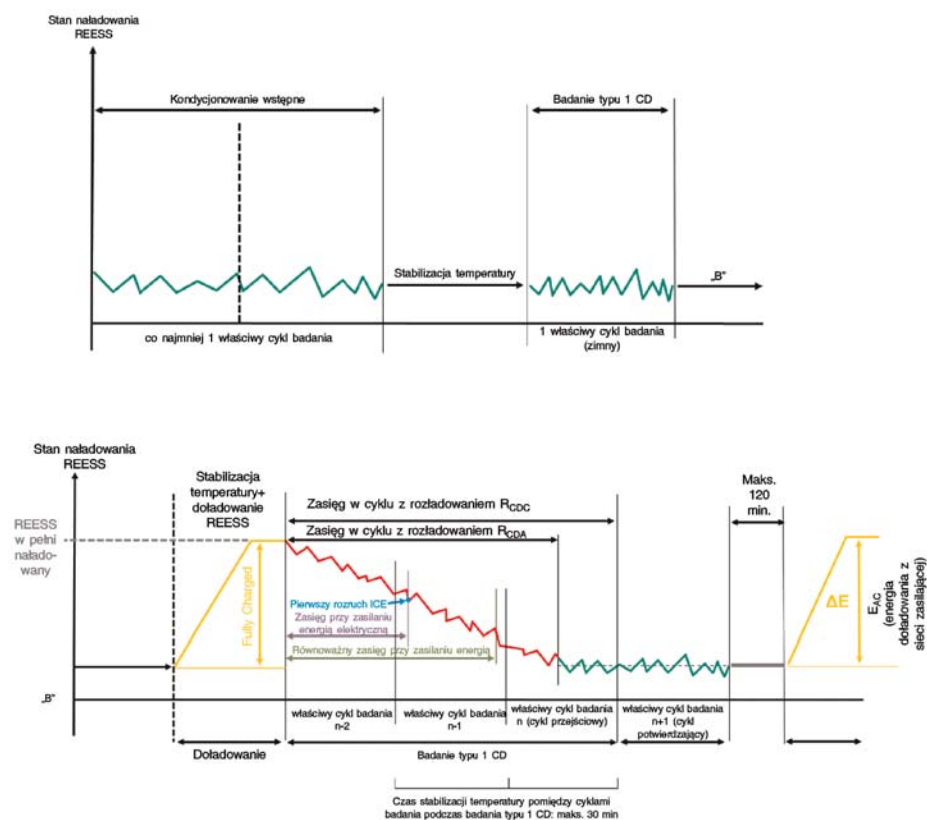 Stan naładowania
REESS
Kondycjonowanie wstępne
Badanie typu 1 CD
Stabilizacja temperatury
„B”
co najmniej 1 właściwy cykl badania
1 właściwy cykl badania
(zimny)
Stan naładowania
REESS
Stabilizacja
temperatury+
doładowanie
REESS
Maks.
120
min.
Zasięg w cyklu z rozładowaniem RCDC
REESS
w pełni
nałado-
wany
Zasięg w cyklu z rozładowaniem RCDA
Fully Charged
Pierwszy rozruch ICE
Zasięg przy zasilaniu
energią elektryczną
Równoważny zasięg przy zasilaniu energią
ΔE
EAC
(energia
doładowania z
sieci zasilającej)
„B”
właściwy cykl badania
n-2
właściwy cykl badania
n-1
właściwy cykl badania
n (cykl przejściowy)
właściwy cykl badania
n+1 (cykl
potwierdzający)
Doładowanie
Badanie typu 1 CD
Czas stabilizacji temperatury pomiędzy cyklami
badania podczas badania typu 1 CD: maks. 30 min